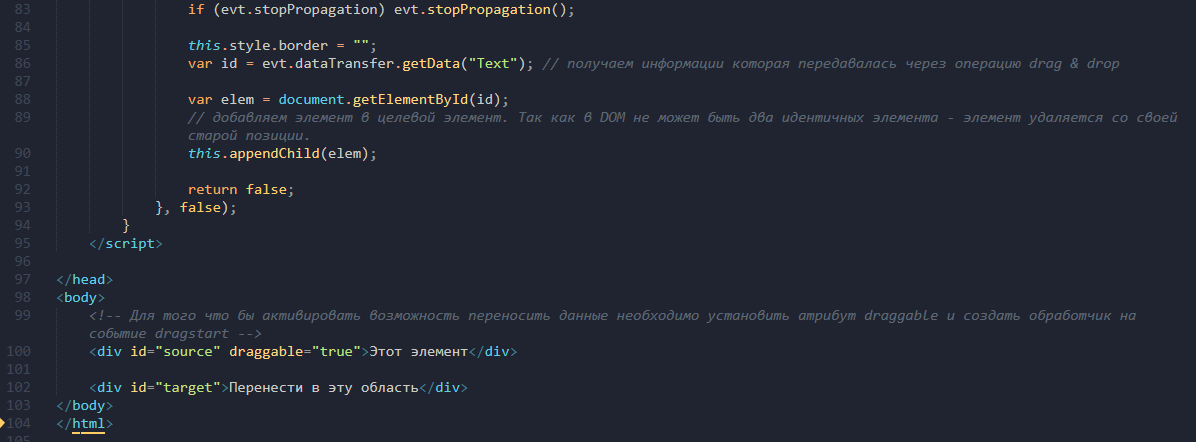 83 if (evt.stopPropagation) evt.stopPropagation();
84
85 this.style.border = "";
86 var id = evt.dataTransfer.getData("Text"); // получаем информации которая передавалась через операцию drag & drop
87
88 var elem = document.getElementById(id);
89 // добавляем элемент в целевой элемент. Так как в DOM не может быть два идентичных элемента - элемент удаляется со своей
старой позиции.
90 this.appendChild(elem);
91
92 return false;
93 }, false);
94 }
95 </script>
96
97 </head>
98 <body>
99 <!-- Для того что бы активировать возможность переносить данные необходимо установить атрибут draggable и создать обработчик на
событие dragstart -->
100 <div id="source" draggable="true">Этот элемент</div>
101
102 <div id="target">Перенести в эту область</div>
103 </body>
104 </html>
105